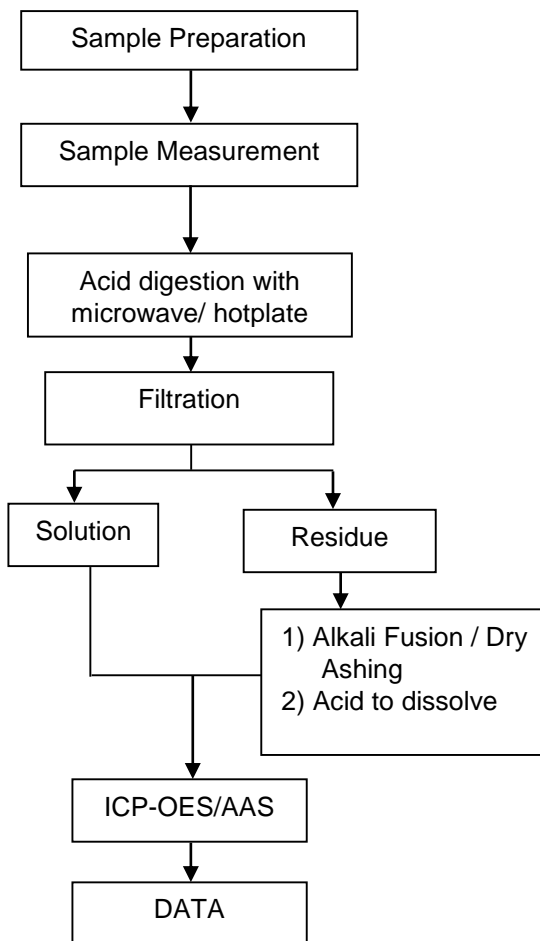 Sample Preparation
Sample Measurement
Acid digestion with
microwave/ hotplate
Filtration
Solution
Residue
1) Alkali Fusion / Dry
Ashing
2) Acid to dissolve
ICP-OES/AAS
DATA